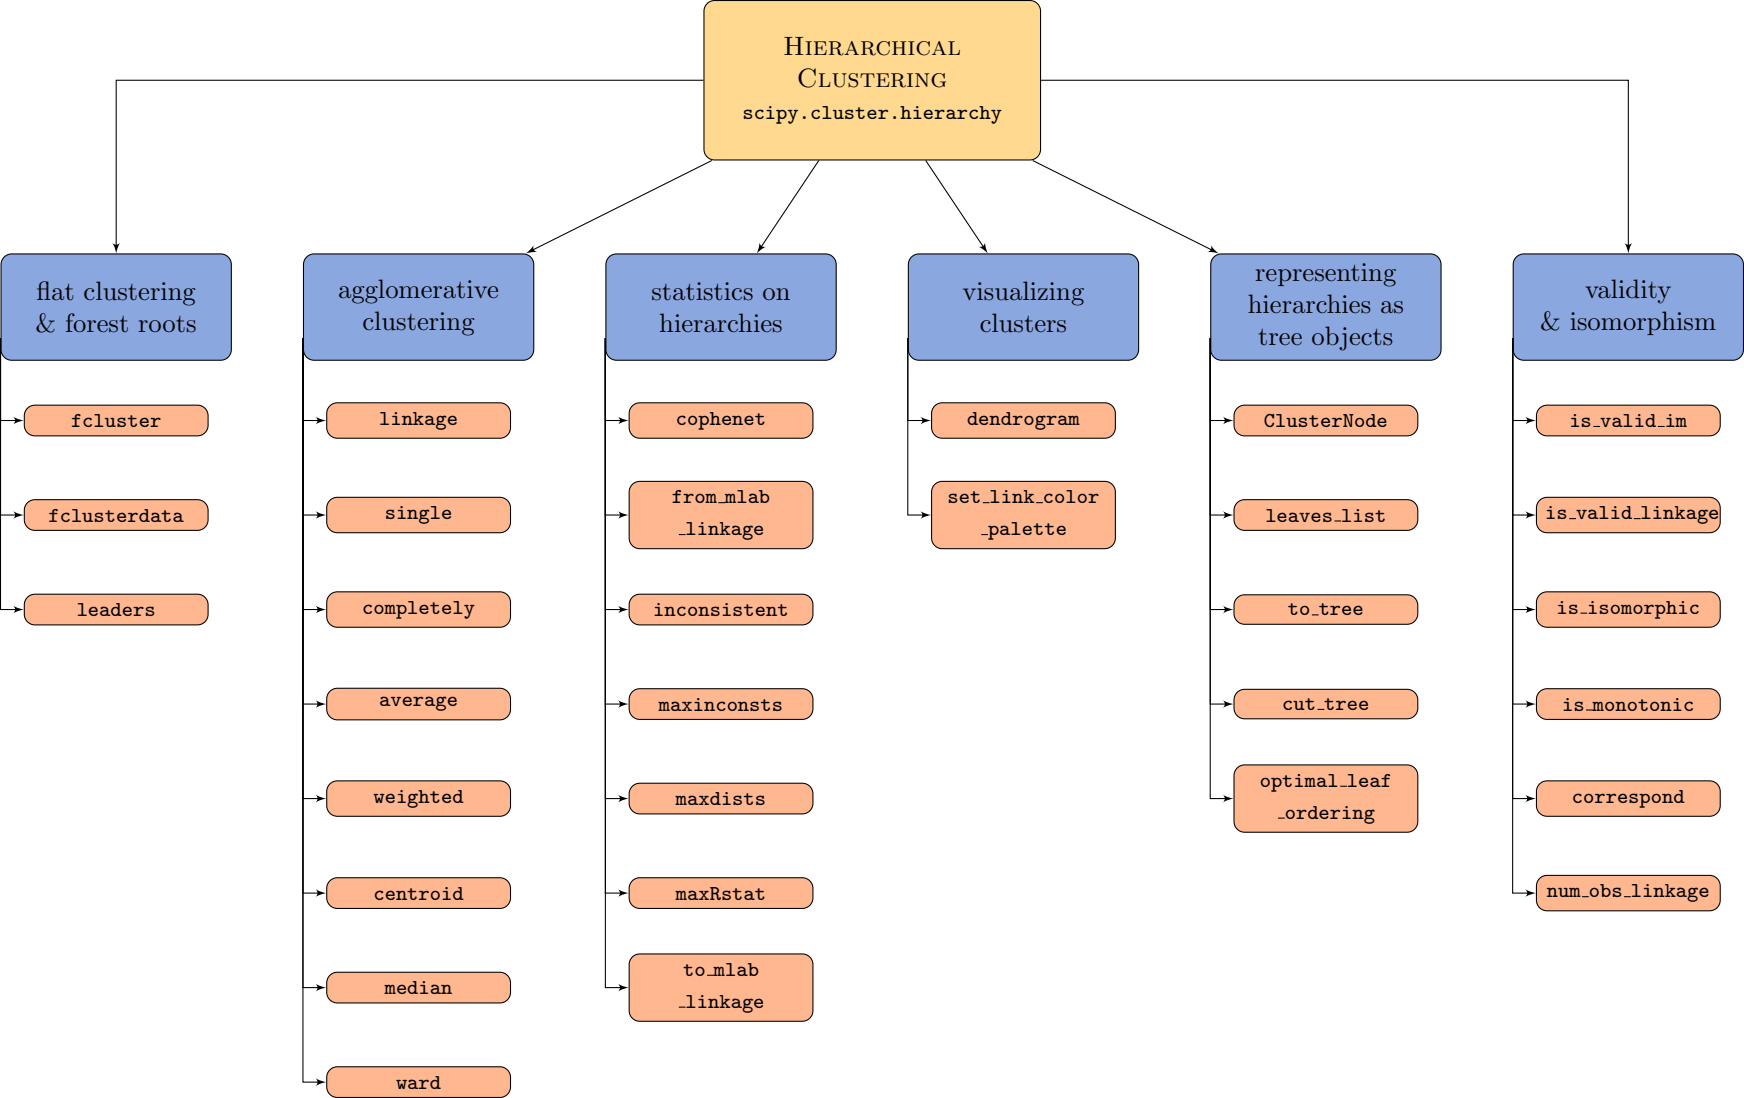 HIERARCHICAL
CLUSTERING
scipy.cluster.hierarchy
flat clustering
& forest roots
fcluster
fclusterdata
leaders
agglomerative
clustering
linkage
single
completely
average
weighted
centroid
median
ward
statistics on
hierarchies
cophenet
from_mlab
_linkage
inconsistent
maxinconsts
maxdists
maxRstat
to_mlab
_linkage
visualizing
clusters
dendrogram
set_link_color
_palette
representing
hierarchies as
tree objects
ClusterNode
leaves_list
to_tree
cut_tree
optimal_leaf
_ordering
validity
& isomorphism
is_valid_im
is_valid_linkage
is_isomorphic
is_monotonic
correspond
num_obs_linkage